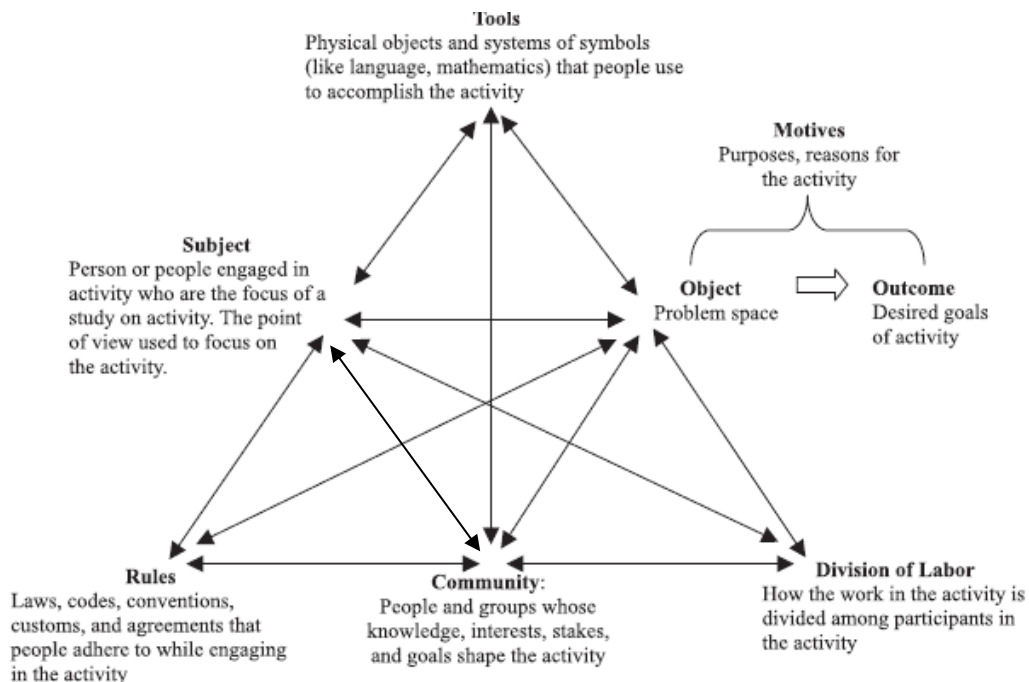 Tools
Physical objects and systems of symbols
(like language, mathematics) that people use
to accomplish the activity
Motives
Purposes, reasons for
the activity
Subject
Person or people engaged in
activity who are the focus of a
study on activity. The point
of view used to focus on
the activity.
Object
Problem space
Outcome
Desired goals
of activity
Rules
Laws, codes, conventions,
customs, and agreements that
people adhere to while engaging
in the activity
Community:
People and groups whose
knowledge, interests, stakes,
and goals shape the activity
Division of Labor
How the work in the activity is
divided among participants in
the activity